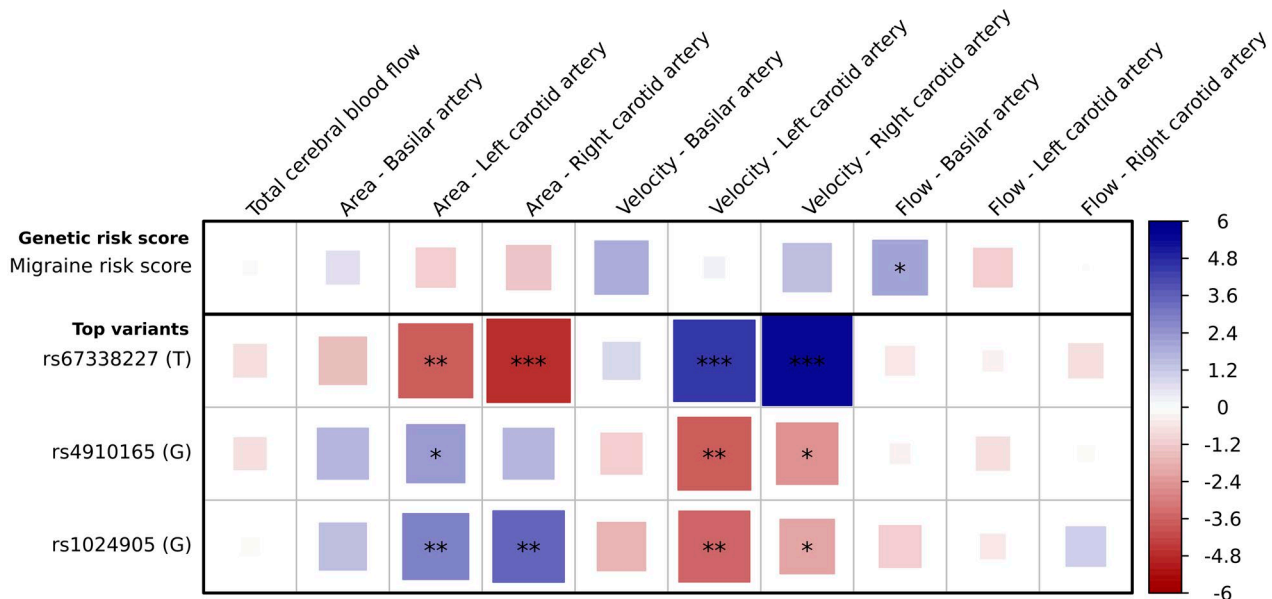 Total cerebral blood flow
Area - Basilar artery
Area - Left carotid artery
Area - Right carotid artery
Velocity - Basilar artery
Velocity - Left carotid artery
Velocity - Right carotid artery
Flow - Basilar artery
Flow - Left carotid artery
Flow - Right carotid artery
Genetic risk score
Migraine risk score
*
Top variants
rs67338227 (T)
** *** *** ***
rs4910165 (G)
* ** *
rs1024905 (G)
** ** ** *
6
4.8
3.6
2.4
1.2
0
-1.2
-2.4
-3.6
-4.8
-6